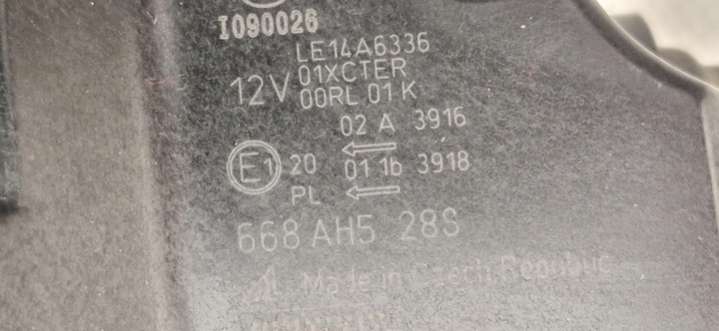 I090026
LE14A6336
12V 01XCTER
00RL 01 K
02 A 3916
E1 20 01 1b 3918
PL
668 AH5 28S
Made in Czech Republic